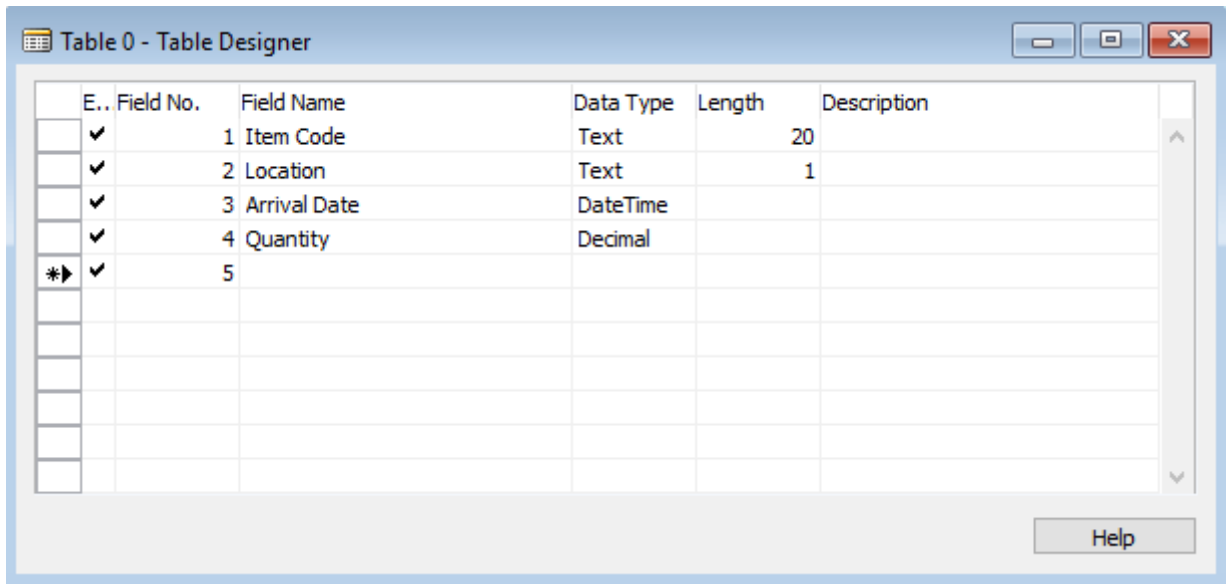 Table 0 - Table Designer
E.. Field No. Field Name Data Type Length Description
1 Item Code Text 20
2 Location Text 1
3 Arrival Date DateTime
4 Quantity Decimal
5
Help